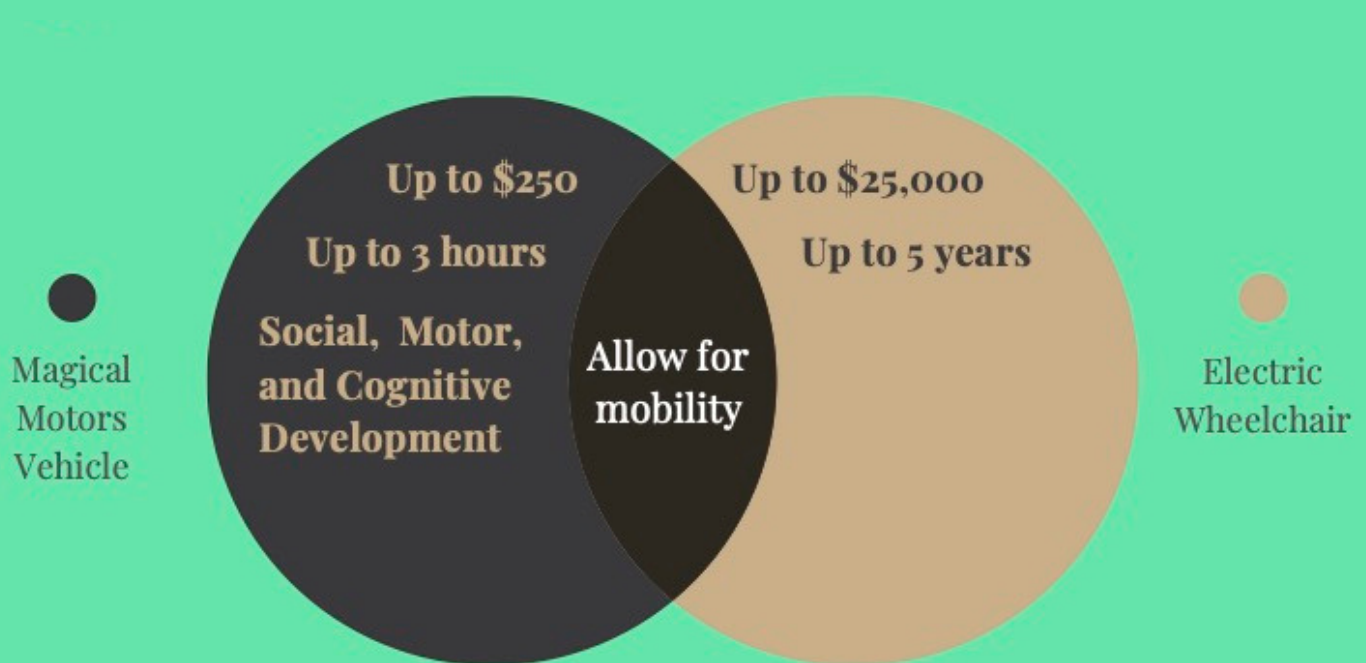 Up to $250
Up to 3 hours
Social, Motor,
and Cognitive
Development
Allow for
mobility
Up to $25,000
Up to 5 years
Magical
Motors
Vehicle
Electric
Wheelchair